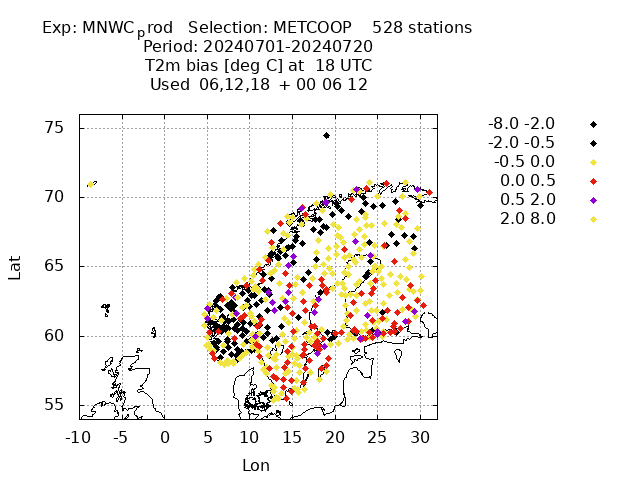 Exp: MNWC_prod   Selection: METCOOP    528 stations
Period: 20240701-20240720
T2m bias [deg C] at  18 UTC
Used 06,12,18  + 00 06 12
-8.0 -2.0
-2.0 -0.5
-0.5 0.0
0.0 0.5
0.5 2.0
2.0 8.0
75
70
65
60
55
Lat
-10 -5 0 5 10 15 20 25 30
Lon